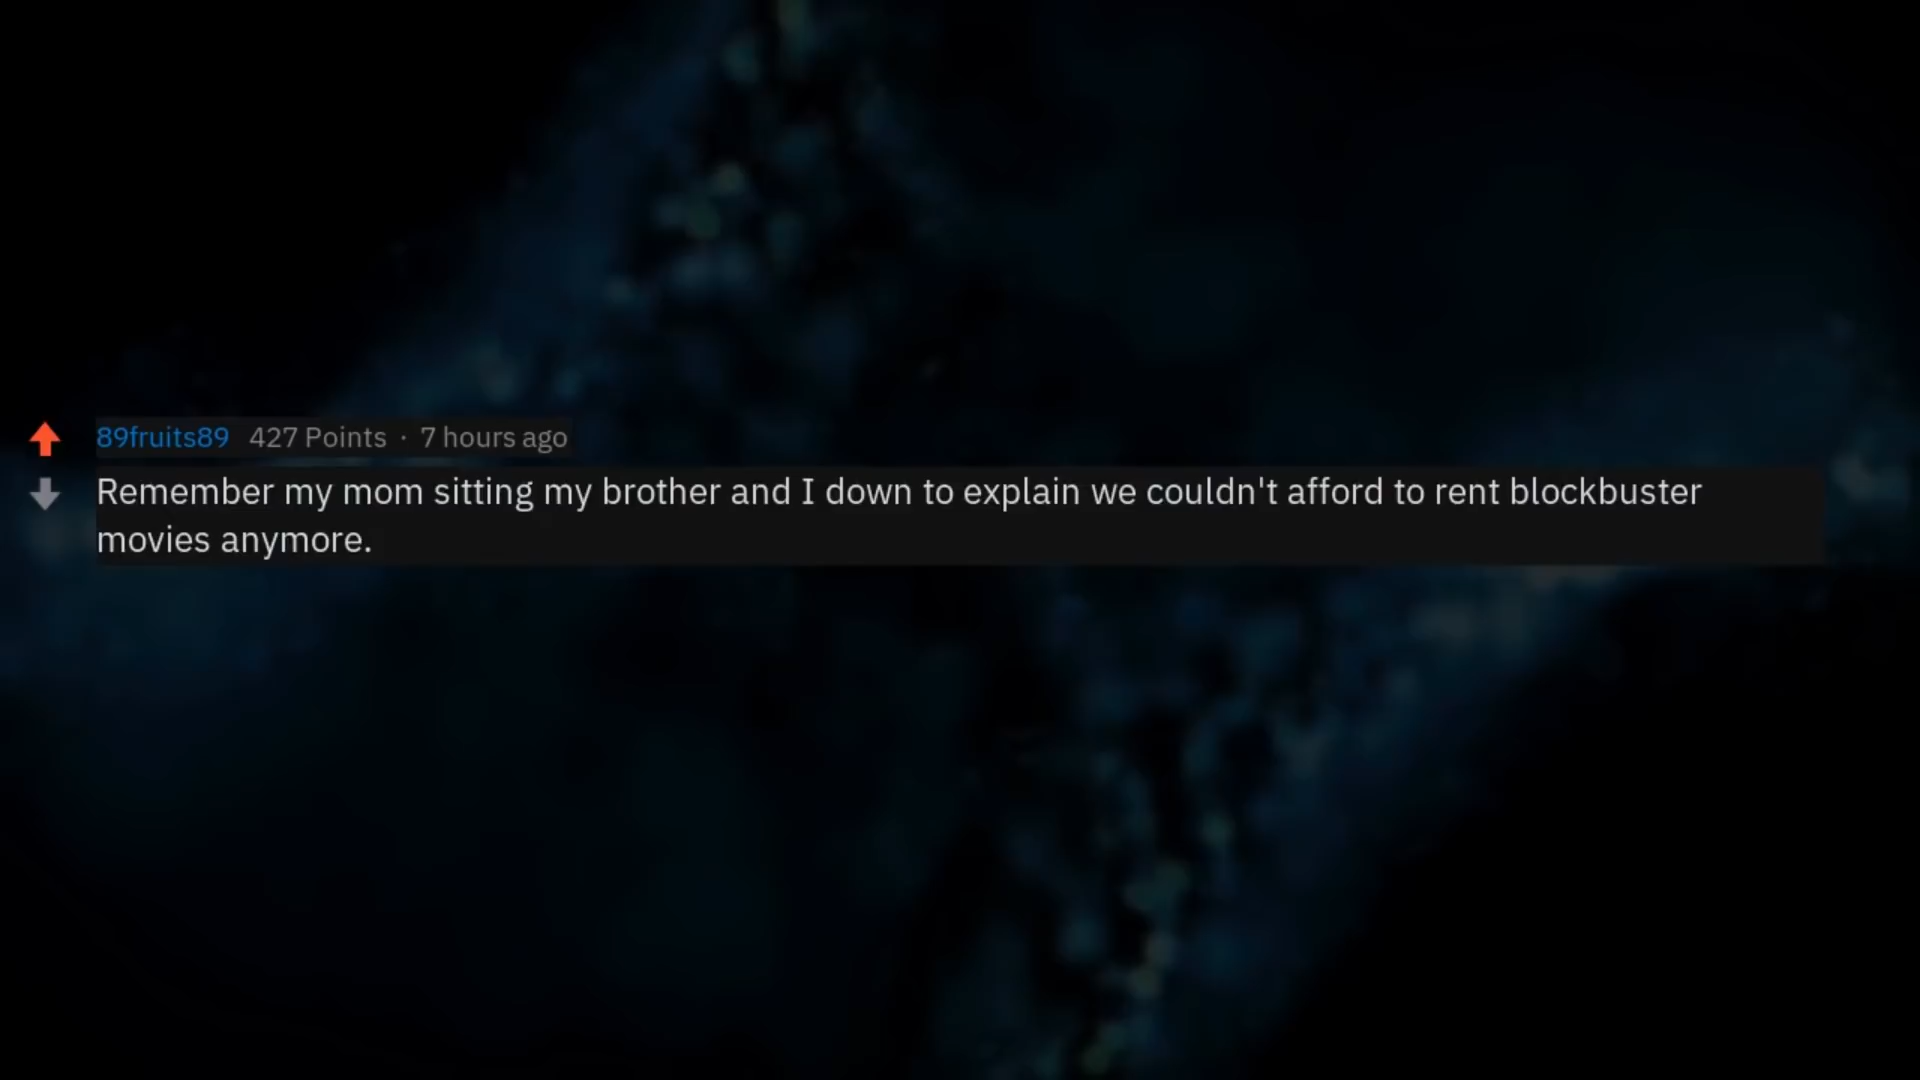 89fruits89 427 Points · 7 hours ago
Remember my mom sitting my brother and I down to explain we couldn't afford to rent blockbuster
movies anymore.